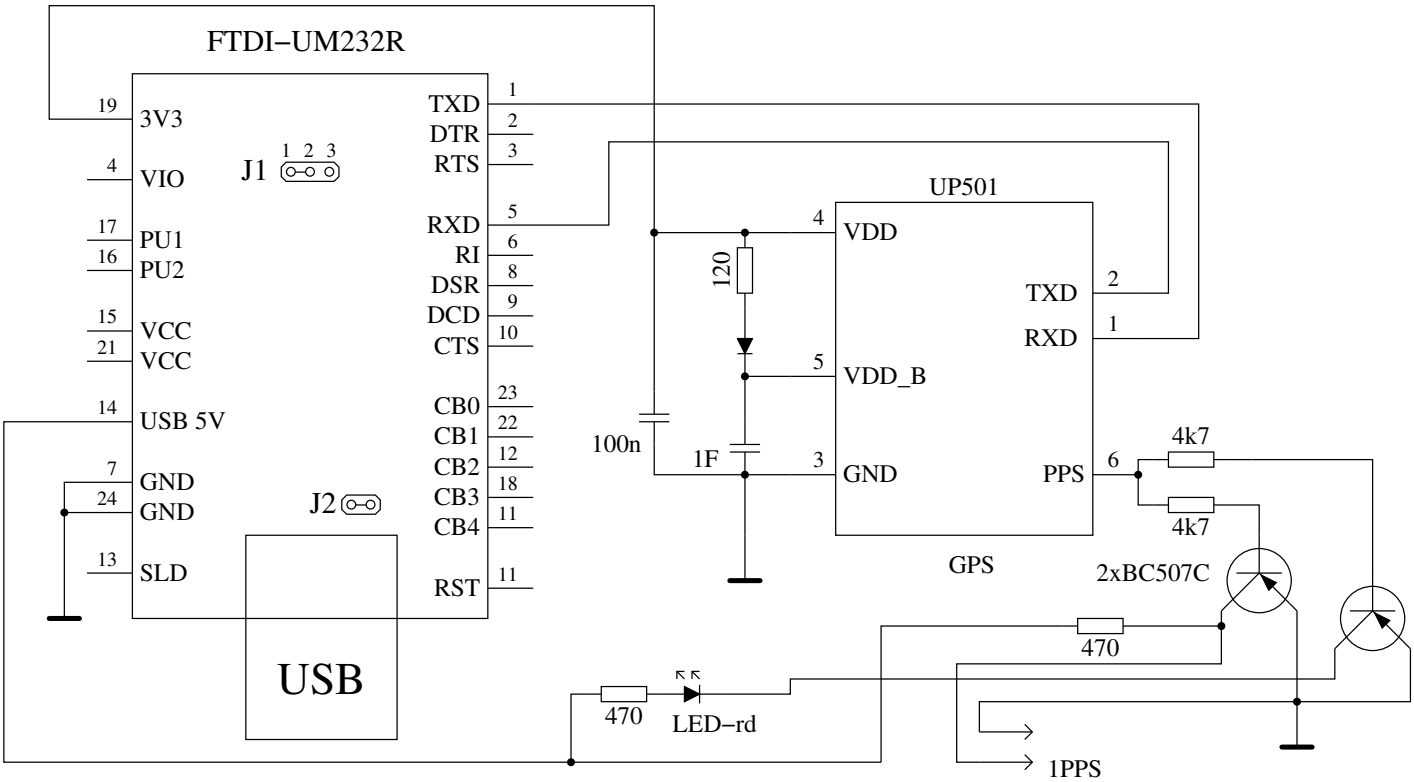 FTDI–UM232R
19 3V3
4 VIO
17 PU1
16 PU2
15 VCC
21 VCC
14 USB 5V
7 GND
24 GND
13 SLD
J1
1 2 3
J2
USB
TXD 1
DTR 2
RTS 3
RXD 5
RI 6
DSR 8
DCD 9
CTS 10
CB0 23
CB1 22
CB2 12
CB3 18
CB4 11
RST 11
120
100n
1F
UP501
4 VDD
5 VDD_B
3 GND
TXD 2
RXD 1
PPS 6
GPS
4k7
4k7
2xBC507C
470
470
LED–rd
1PPS